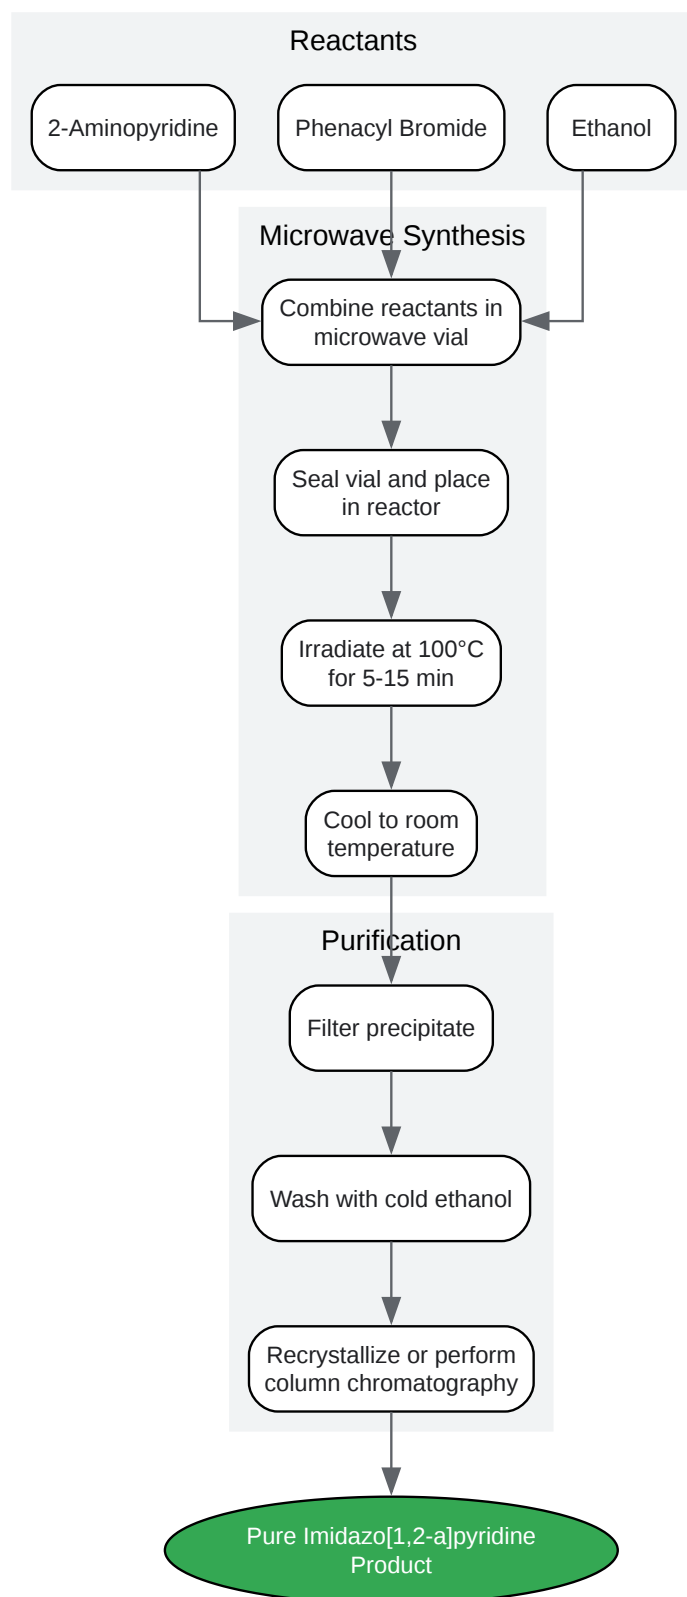 Reactants
2-Aminopyridine
Phenacyl Bromide
Ethanol
Microwave Synthesis
Combine reactants in
microwave vial
Seal vial and place
in reactor
Irradiate at 100°C
for 5-15 min
Cool to room
temperature
Purification
Filter precipitate
Wash with cold ethanol
Recrystallize or perform
column chromatography
Pure Imidazo[1,2-a]pyridine
Product